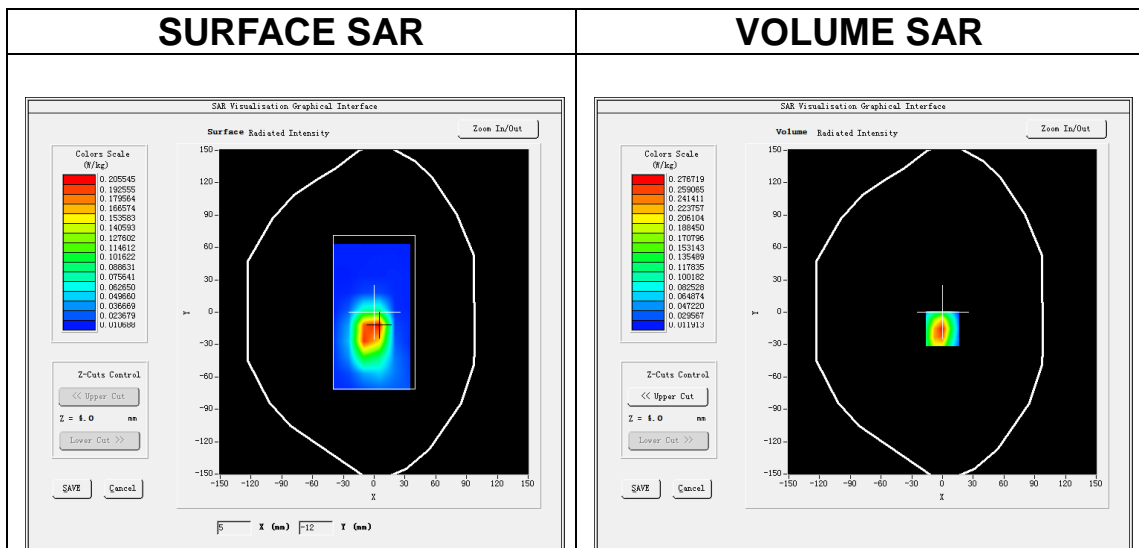 SURFACE SAR
SAR Visualisation Graphical Interface
Surface Radiated Intensity
Zoom In/Out
Colors Scale
(W/kg)
0.205545
0.192555
0.179564
0.166574
0.153583
0.140593
0.127602
0.114612
0.101622
0.088631
0.075641
0.062650
0.049660
0.036669
0.023679
0.010688
150
120
90
60
30
0
-30
-60
-90
-120
-150
Y
-150 -120 -90 -60 -30 0 30 60 90 120 150
X
Z-Cuts Control
<< Upper Cut
Z = 4.0 mm
Lower Cut >>
SAVE Cancel
5 X (mm) -12 Y (mm)
VOLUME SAR
SAR Visualisation Graphical Interface
Volume Radiated Intensity
Zoom In/Out
Colors Scale
(W/kg)
0.276719
0.259065
0.241411
0.223757
0.206104
0.188450
0.170796
0.153143
0.135489
0.117835
0.100182
0.082528
0.064874
0.047220
0.029567
0.011913
150
120
90
60
30
0
-30
-60
-90
-120
-150
Y
-150 -120 -90 -60 -30 0 30 60 90 120 150
X
Z-Cuts Control
<< Upper Cut
Z = 4.0 mm
Lower Cut >>
SAVE Cancel